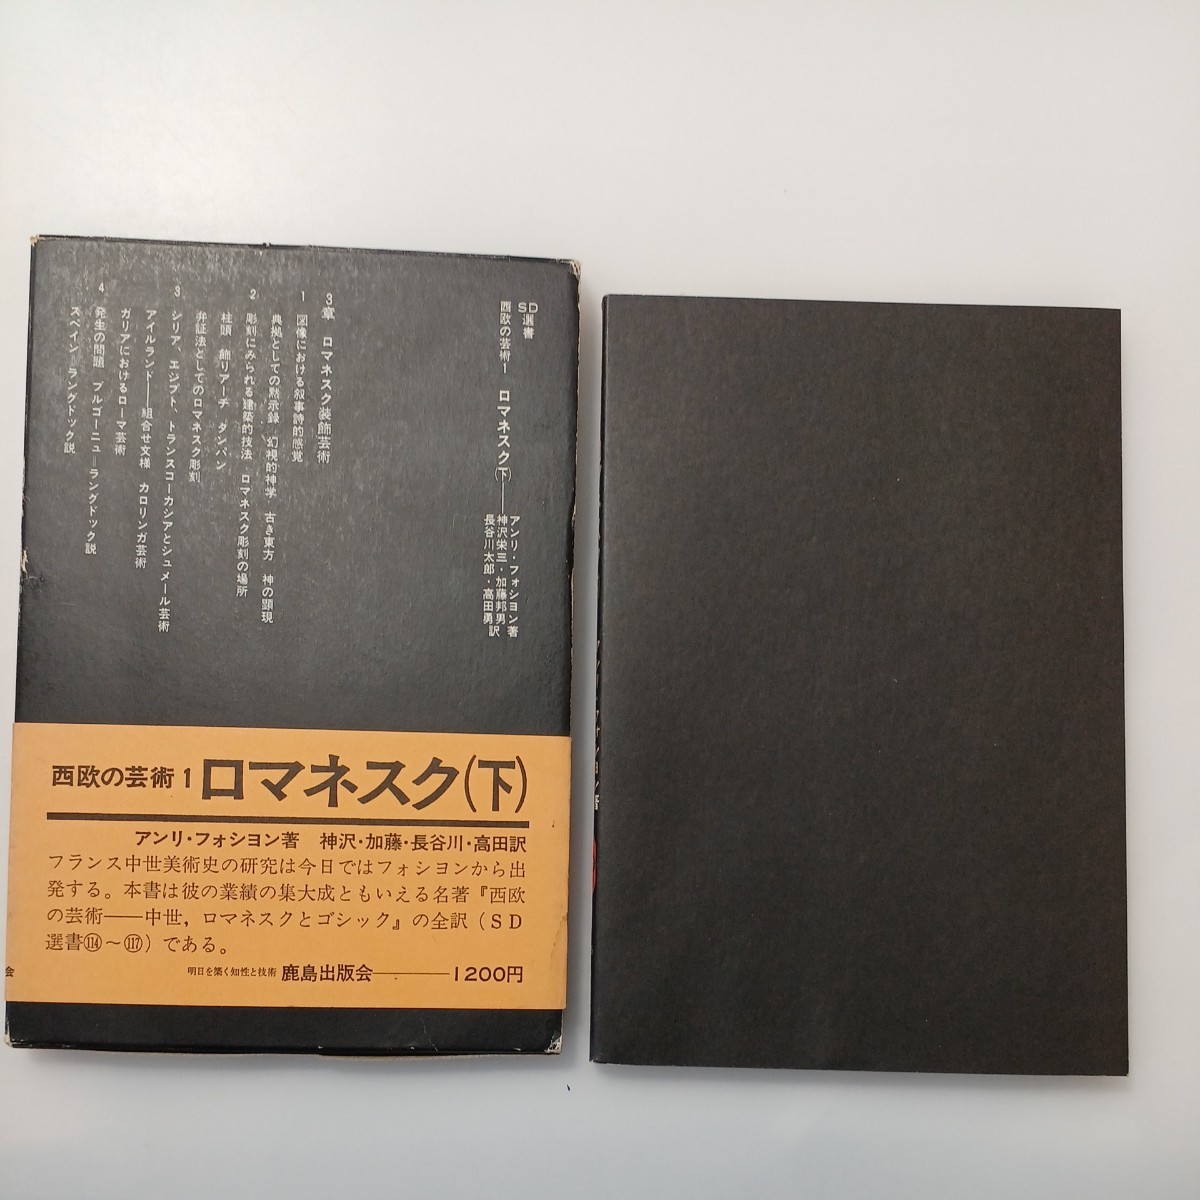 SD選書
西欧の芸術1 ロマネスク(下)——
アンリ・フォション著
神沢栄三・加藤邦男
長谷川太郎・高田勇訳
3章 ロマネスク装飾芸術
1 図像における叙事詩的感覚
典拠としての黙示録 幻視的神学 古き東方 神の顕現
2 彫刻にみられる建築的技法 ロマネスク彫刻の場所
柱頭 飾りアーチ ダンパン
弁証法としてのロマネスク彫刻
3 シリア、エジプト、トランスコーカシアとシュメール芸術
アイルランド——組合せ文様 カロリンガ芸術
ガリアにおけるローマ芸術
4 発生の問題 ブルゴーニュ=ラングドック説
スペイン=ラングドック説
西欧の芸術1 ロマネスク(下)
アンリ・フォシヨン著 神沢・加藤・長谷川・高田訳
フランス中世美術史の研究は今日ではフォシヨンから出
発する。本書は彼の業績の集大成ともいえる名著『西欧
の芸術——中世,ロマネスクとゴシック』の全訳(SD
選書⑭〜⑰)である。
会
明日を築く知性と技術 鹿島出版会————1200円